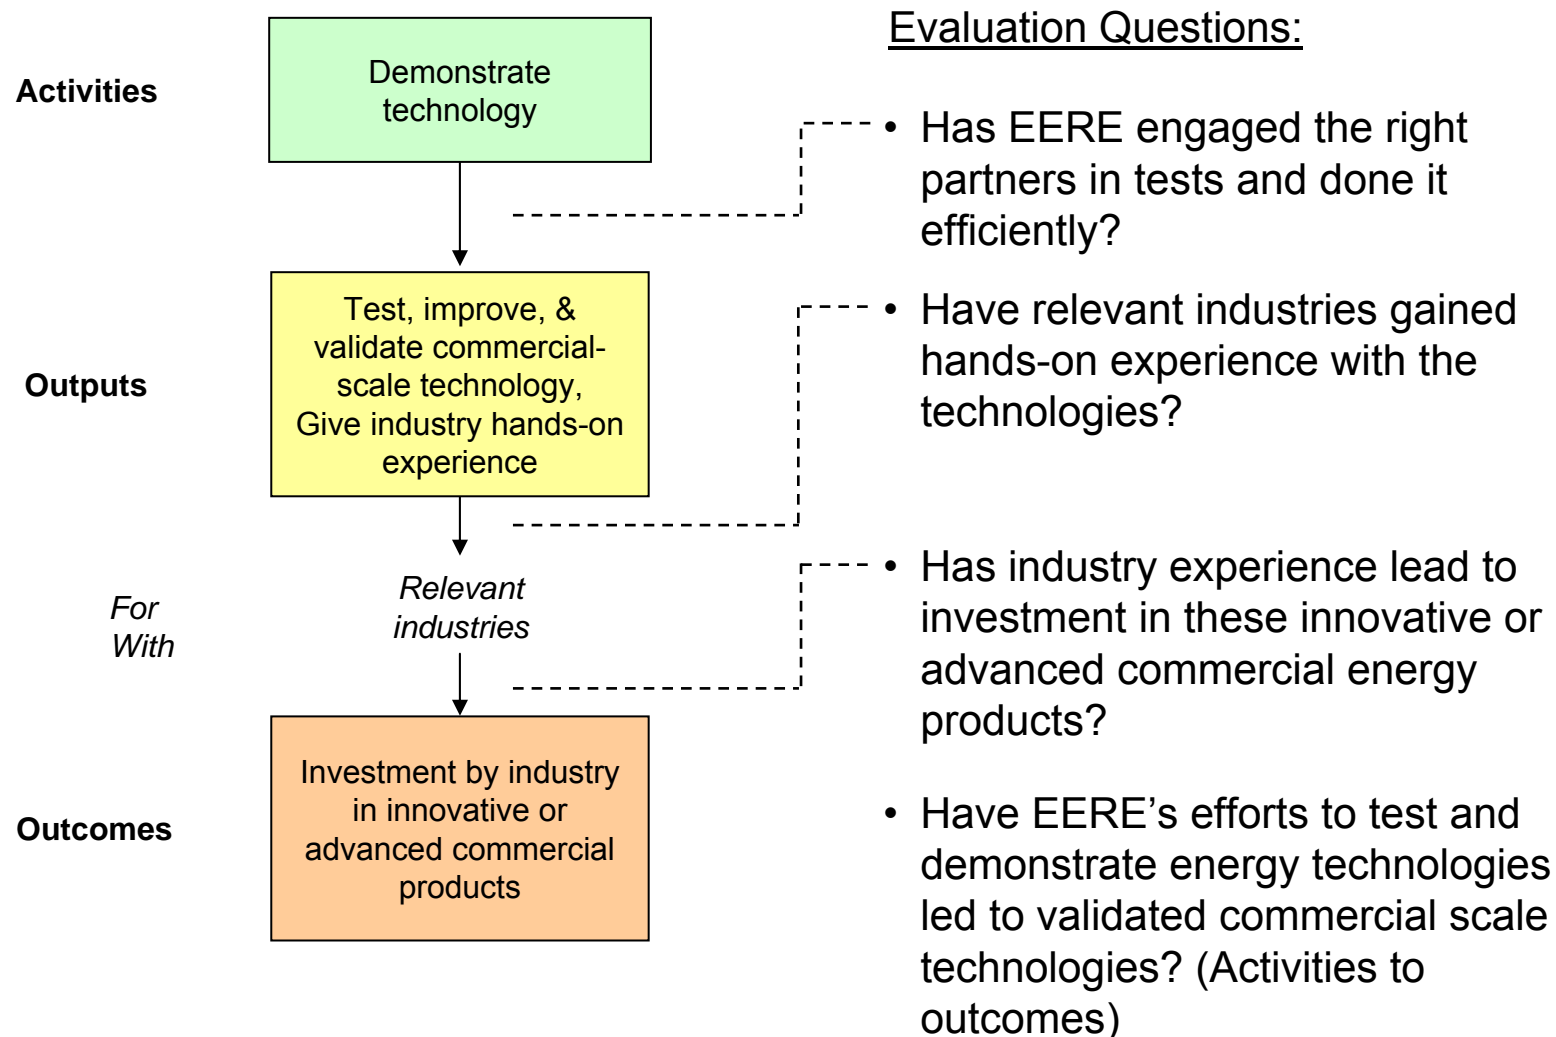 Activities
Demonstrate
technology
Outputs
Test, improve, &
validate commercial-
scale technology,
Give industry hands-on
experience
For
With
Relevant
industries
Outcomes
Investment by industry
in innovative or
advanced commercial
products
Evaluation Questions:
• Has EERE engaged the right
partners in tests and done it
efficiently?
• Have relevant industries gained
hands-on experience with the
technologies?
• Has industry experience lead to
investment in these innovative or
advanced commercial energy
products?
• Have EERE’s efforts to test and
demonstrate energy technologies
led to validated commercial scale
technologies? (Activities to
outcomes)